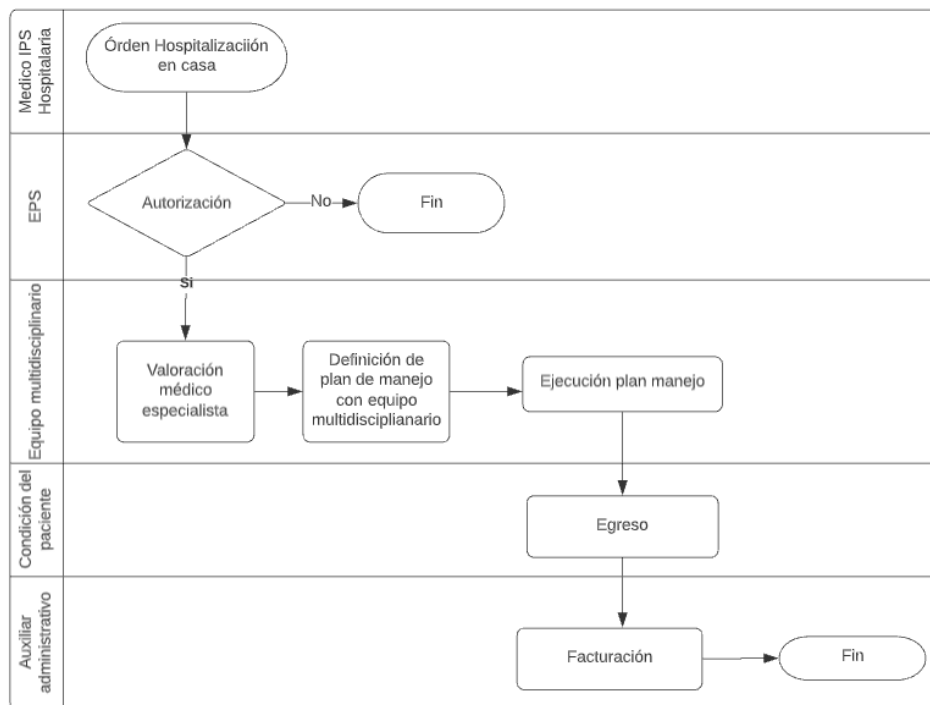 Medico IPS
Hospitalaria
Órden Hospitalizaciión
en casa
EPS
Autorización
No
Fin
Si
Equipo multidisciplinario
Valoración
médico
especialista
Definición de
plan de manejo
con equipo
multidisciplianario
Ejecución plan manejo
Condición del
paciente
Egreso
Auxiliar
administrativo
Facturación
Fin